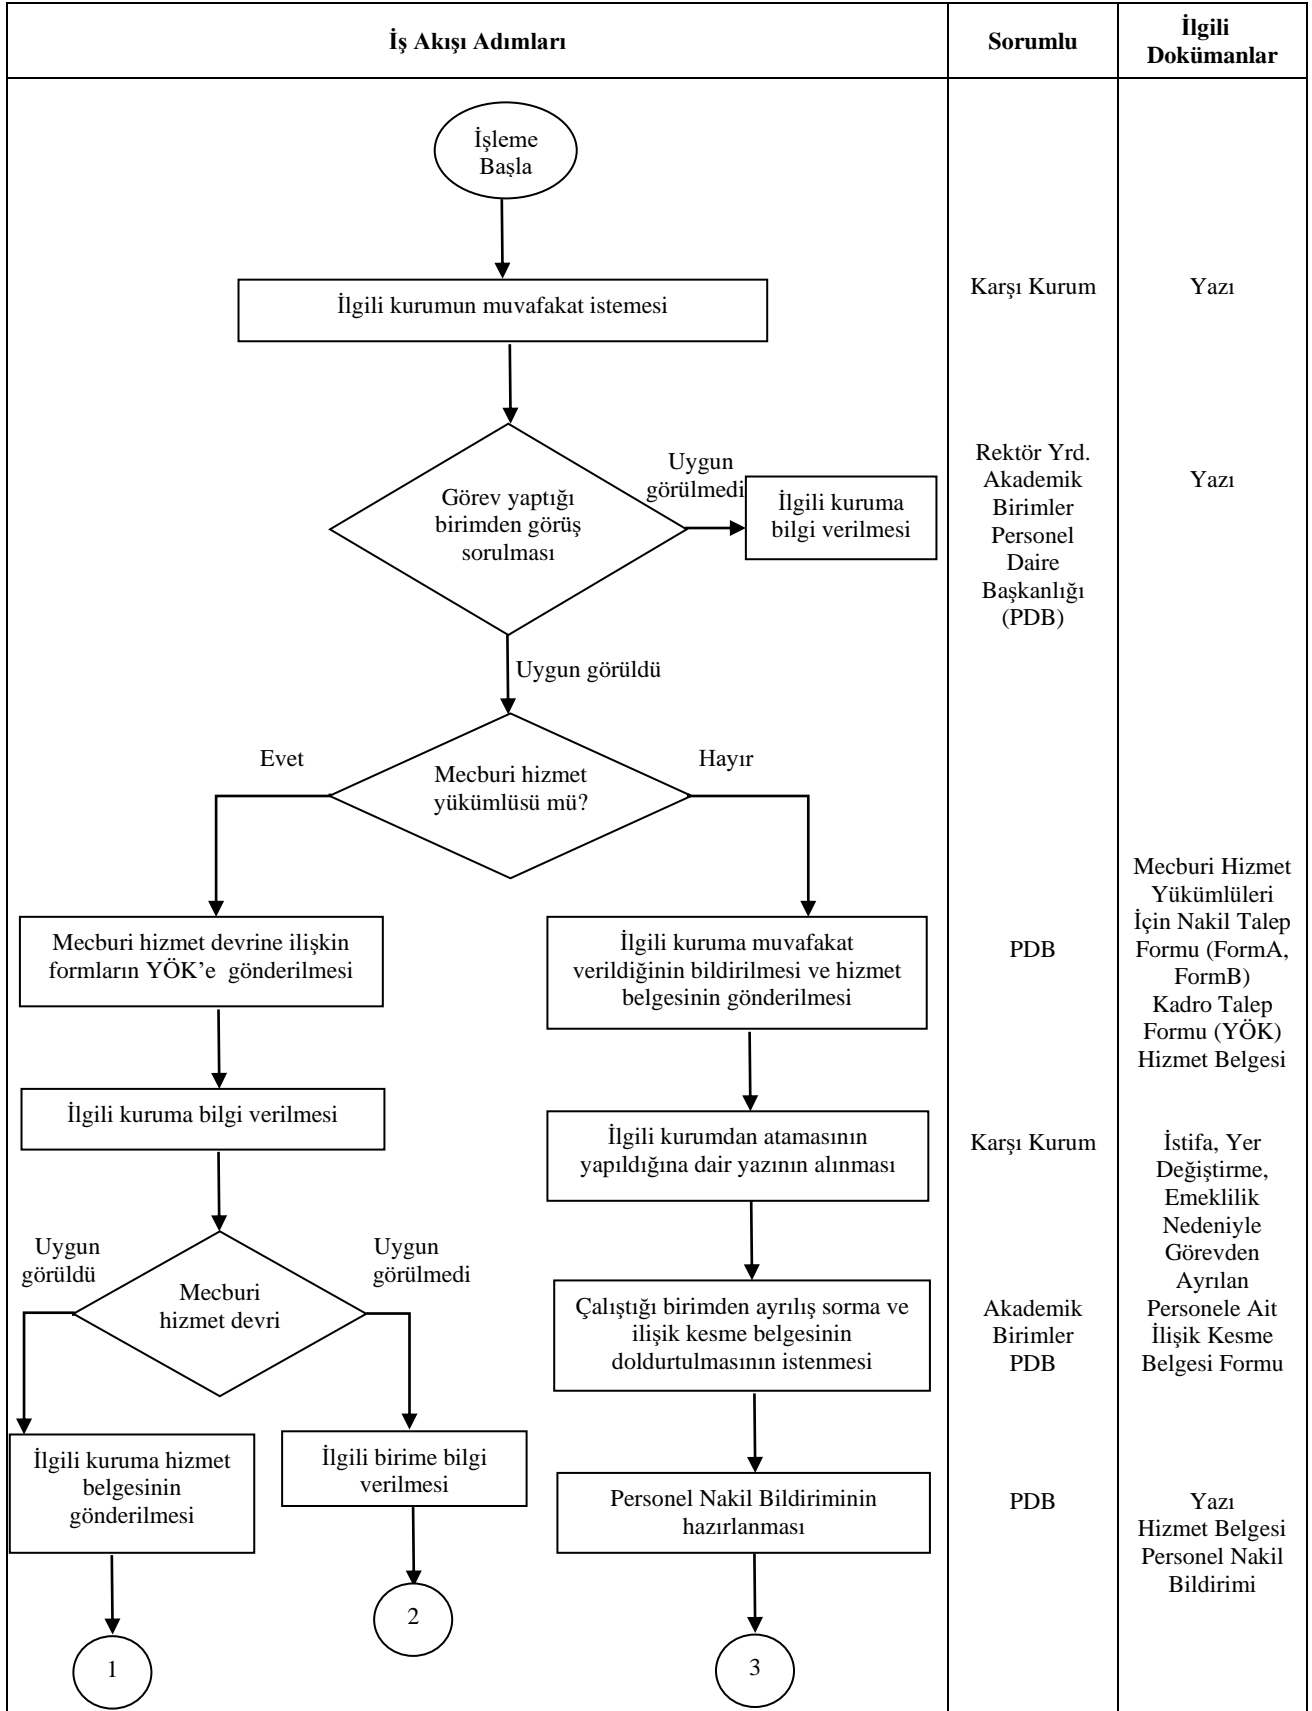 İş Akışı Adımları
Sorumlu
İlgili
Dokümanlar
İşleme
Başla
İlgili kurumun muvafakat istemesi
Karşı Kurum
Yazı
Görev yaptığı
birimden görüş
sorulması
Uygun
görülmedi
İlgili kuruma
bilgi verilmesi
Rektör Yrd.
Akademik
Birimler
Personel
Daire
Başkanlığı
(PDB)
Yazı
Uygun görüldü
Evet
Mecburi hizmet
yükümlüsü mü?
Hayır
Mecburi hizmet devrine ilişkin
formların YÖK’e gönderilmesi
İlgili kuruma muvafakat
verildiğinin bildirilmesi ve hizmet
belgesinin gönderilmesi
PDB
Mecburi Hizmet
Yükümlüleri
İçin Nakil Talep
Formu (FormA,
FormB)
Kadro Talep
Formu (YÖK)
Hizmet Belgesi
İlgili kuruma bilgi verilmesi
İlgili kurumdan atamasının
yapıldığına dair yazının alınması
Karşı Kurum
İstifa, Yer
Değiştirme,
Emeklilik
Nedeniyle
Görevden
Ayrılan
Personele Ait
İlişik Kesme
Belgesi Formu
Uygun
görüldü
Mecburi
hizmet devri
Uygun
görülmedi
Çalıştığı birimden ayrılış sorma ve
ilişik kesme belgesinin
doldurtulmasının istenmesi
Akademik
Birimler
PDB
İlgili kuruma hizmet
belgesinin
gönderilmesi
İlgili birime bilgi
verilmesi
Personel Nakil Bildiriminin
hazırlanması
PDB
Yazı
Hizmet Belgesi
Personel Nakil
Bildirimi
1
2
3